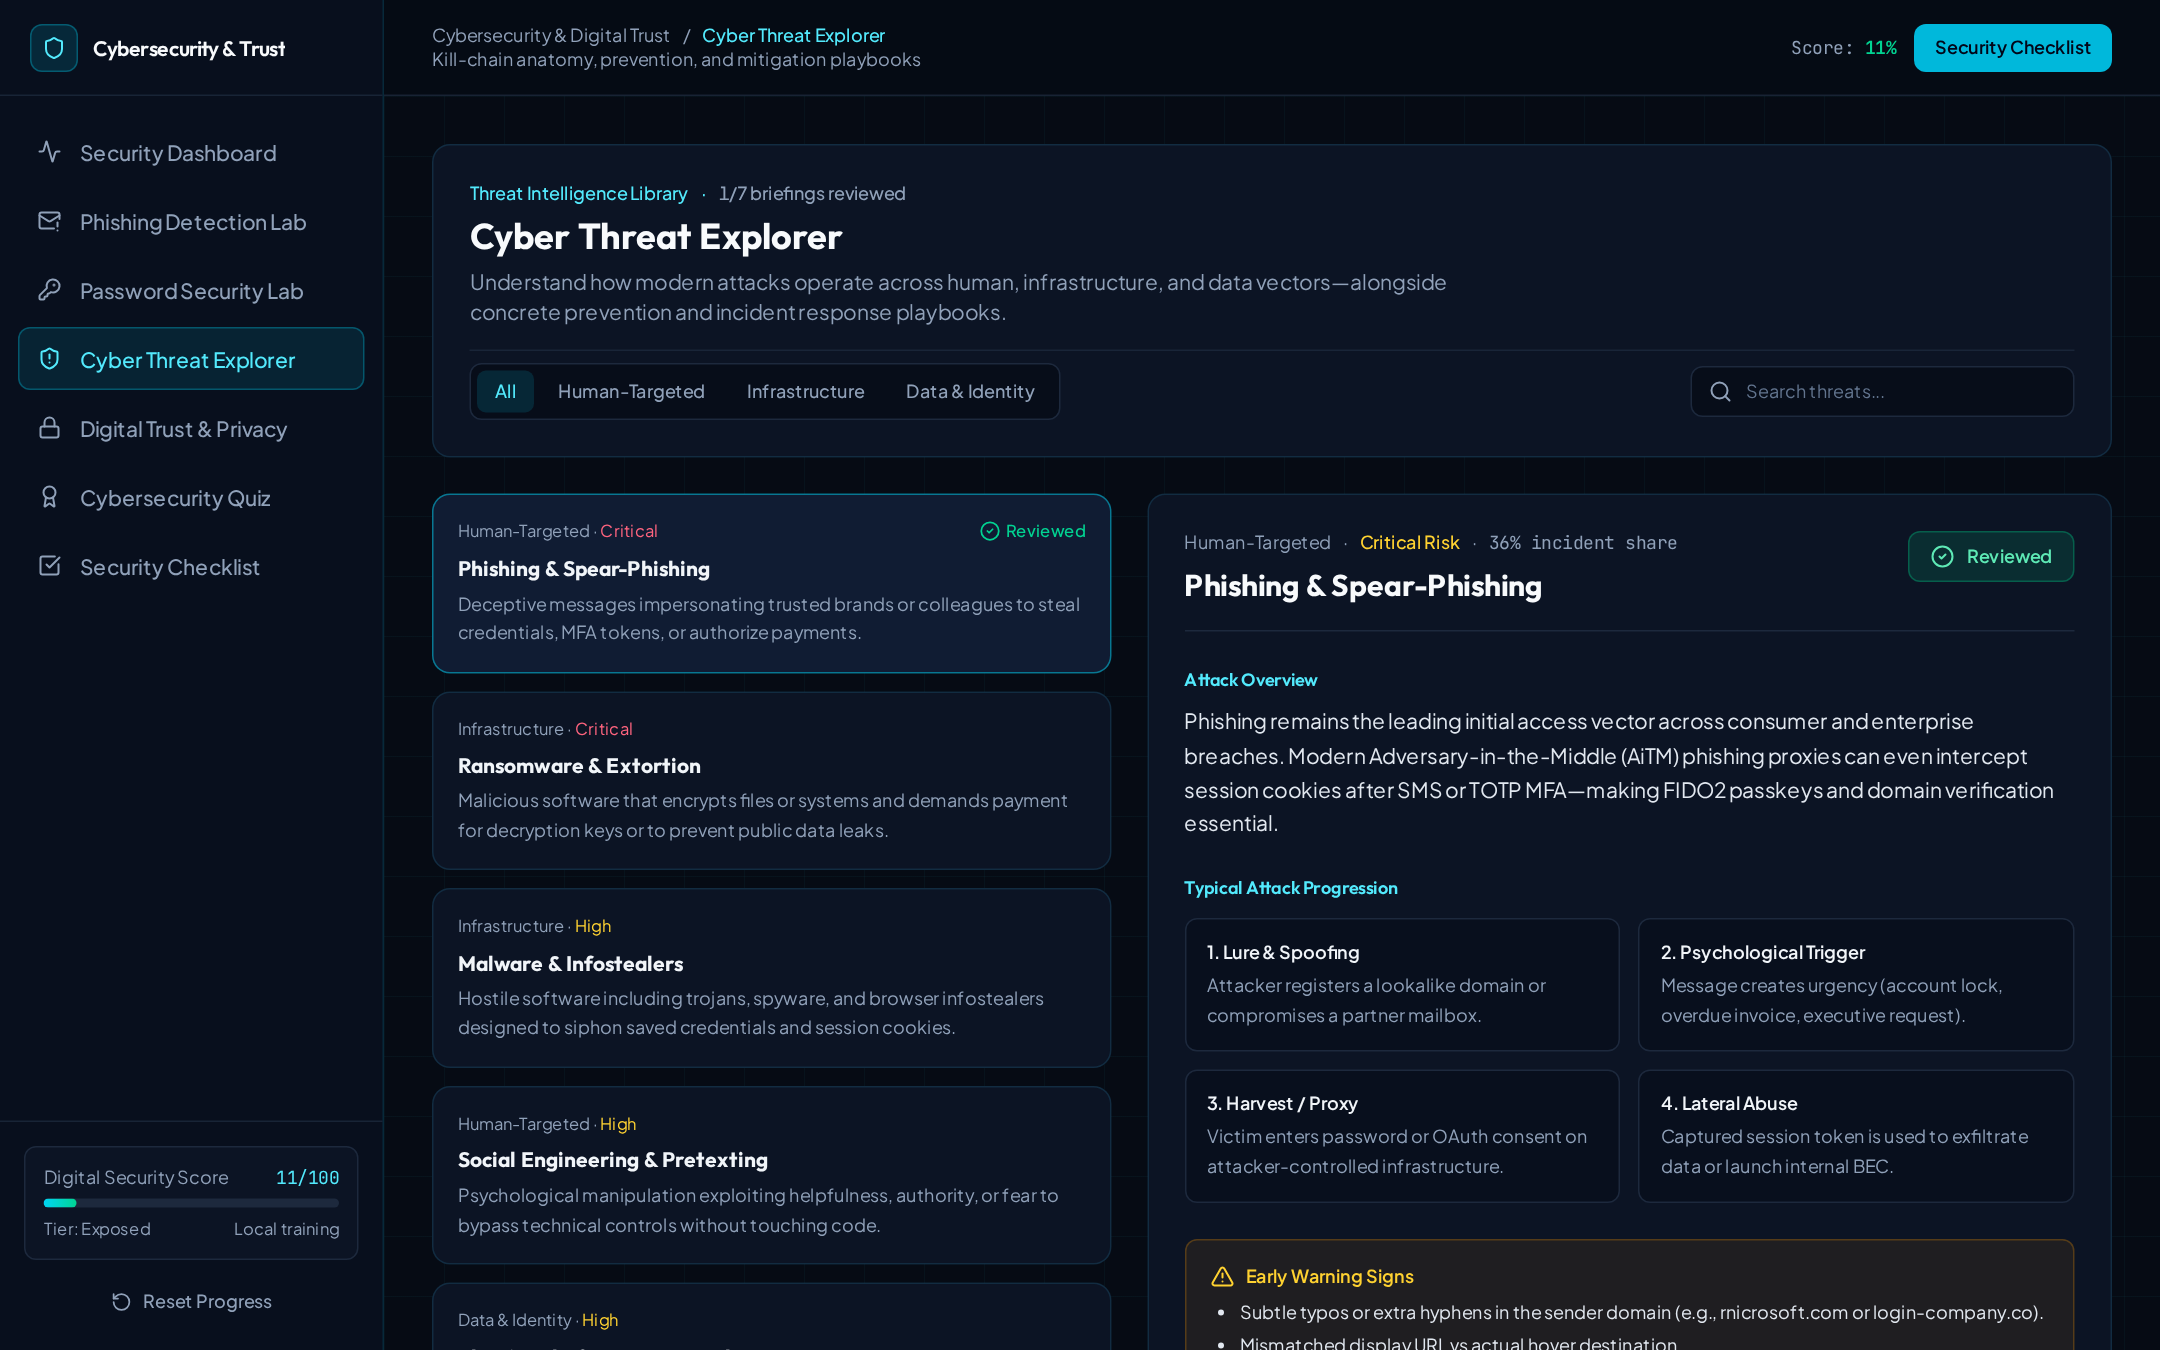 Cybersecurity & Trust
Security Dashboard
Phishing Detection Lab
Password Security Lab
Cyber Threat Explorer
Digital Trust & Privacy
Cybersecurity Quiz
Security Checklist
Digital Security Score 11/100
Tier: Exposed Local training
Reset Progress
Cybersecurity & Digital Trust / Cyber Threat Explorer
Kill-chain anatomy, prevention, and mitigation playbooks
Score: 11%
Security Checklist
Threat Intelligence Library · 1/7 briefings reviewed
Cyber Threat Explorer
Understand how modern attacks operate across human, infrastructure, and data vectors—alongside
concrete prevention and incident response playbooks.
All Human-Targeted Infrastructure Data & Identity
Search threats...
Human-Targeted · Critical Reviewed
Phishing & Spear-Phishing
Deceptive messages impersonating trusted brands or colleagues to steal
credentials, MFA tokens, or authorize payments.
Infrastructure · Critical
Ransomware & Extortion
Malicious software that encrypts files or systems and demands payment
for decryption keys or to prevent public data leaks.
Infrastructure · High
Malware & Infostealers
Hostile software including trojans, spyware, and browser infostealers
designed to siphon saved credentials and session cookies.
Human-Targeted · High
Social Engineering & Pretexting
Psychological manipulation exploiting helpfulness, authority, or fear to
bypass technical controls without touching code.
Data & Identity · High
Human-Targeted · Critical Risk · 36% incident share
Phishing & Spear-Phishing
Reviewed
Attack Overview
Phishing remains the leading initial access vector across consumer and enterprise
breaches. Modern Adversary-in-the-Middle (AiTM) phishing proxies can even intercept
session cookies after SMS or TOTP MFA—making FIDO2 passkeys and domain verification
essential.
Typical Attack Progression
1. Lure & Spoofing
Attacker registers a lookalike domain or
compromises a partner mailbox.
2. Psychological Trigger
Message creates urgency (account lock,
overdue invoice, executive request).
3. Harvest / Proxy
Victim enters password or OAuth consent on
attacker-controlled infrastructure.
4. Lateral Abuse
Captured session token is used to exfiltrate
data or launch internal BEC.
Early Warning Signs
• Subtle typos or extra hyphens in the sender domain (e.g., rnicrosoft.com or login-company.co).
• Mismatched display URL vs actual hover destination